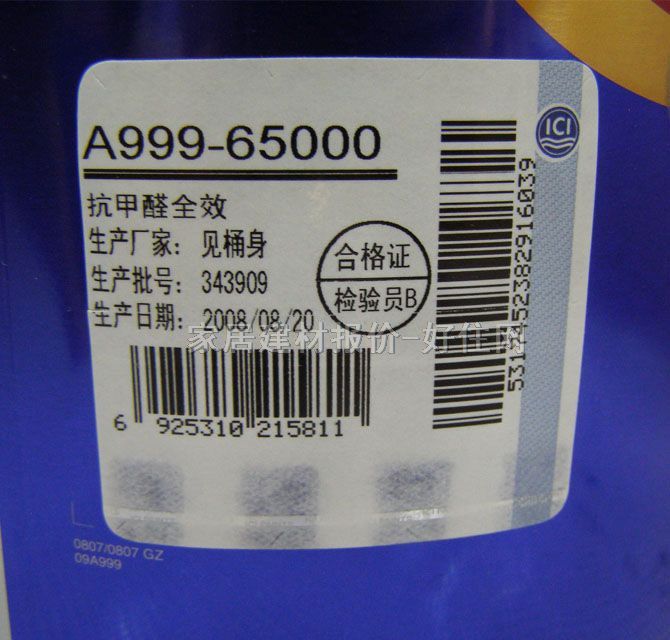 A999-65000
ICI
抗甲醛全效
生产厂家：见桶身
生产批号：343909
生产日期：2008/08/20
合格证
检验员B
家居建材报价-好住网
6 925310 215811
0807/0807 GZ
09A999